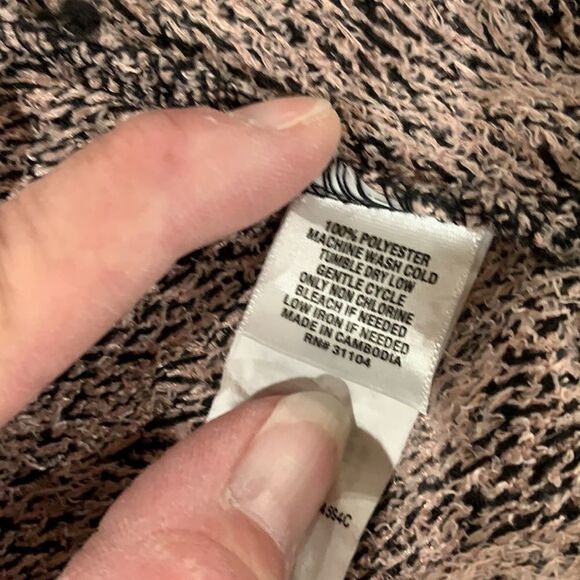 100% POLYESTER
MACHINE WASH COLD
TUMBLE DRY LOW
GENTLE CYCLE
ONLY NON CHLORINE
BLEACH IF NEEDED
LOW IRON IF NEEDED
MADE IN CAMBODIA
RN# 31104